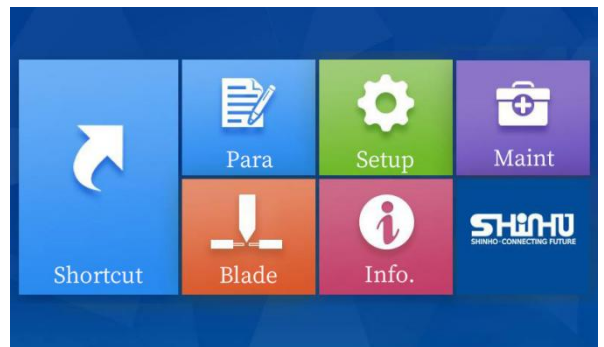 Shortcut
Para
Setup
Maint
Blade
Info.
SHINHO
SHINHO-CONNECTING FUTURE